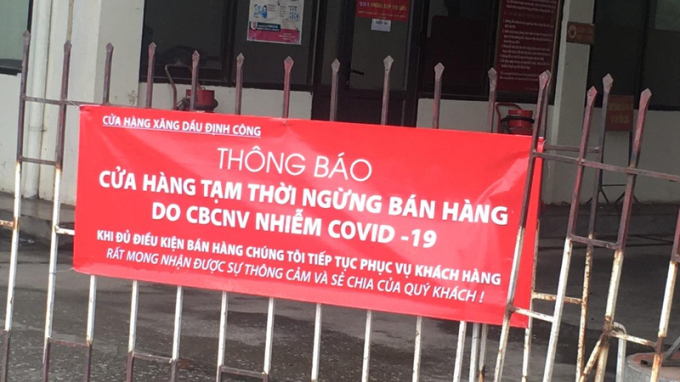 CỬA HÀNG XĂNG DẦU ĐỊNH CÔNG
THÔNG BÁO
CỬA HÀNG TẠM THỜI NGỪNG BÁN HÀNG
DO CBCNV NHIỄM COVID -19
KHI ĐỦ ĐIỀU KIỆN BÁN HÀNG CHÚNG TÔI TIẾP TỤC PHỤC VỤ KHÁCH HÀNG
RẤT MONG NHẬN ĐƯỢC SỰ THÔNG CẢM VÀ SẺ CHIA CỦA QUÝ KHÁCH !